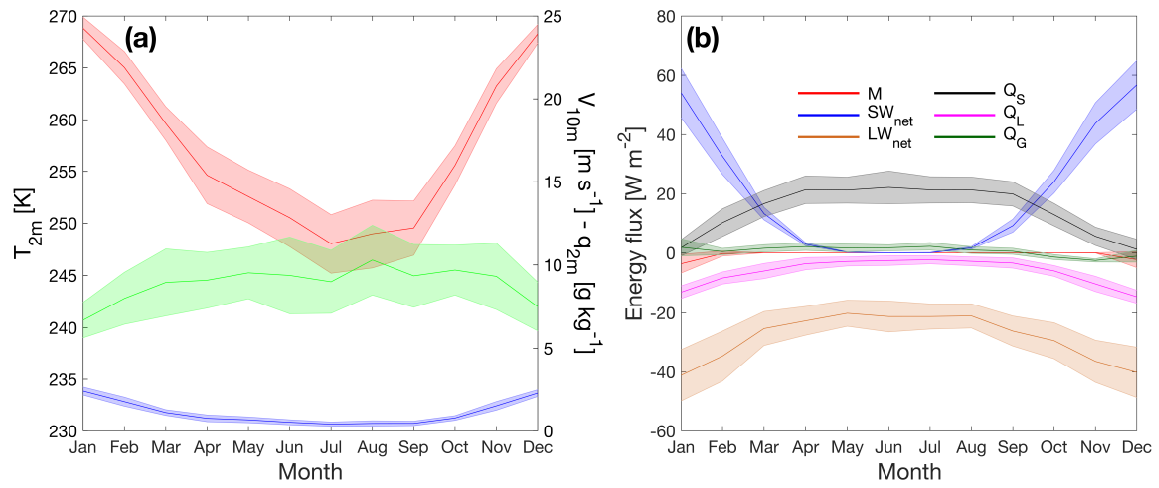 (a)
270
265
260
255
250
245
240
235
230
T2m [K]
25
20
15
10
5
0
V10m [m s-1] - q2m [g kg-1]
Jan Feb Mar Apr May Jun Jul Aug Sep Oct Nov Dec
Month
(b)
80
60
40
20
0
-20
-40
-60
Energy flux [W m-2]
M
SWnet
LWnet
QS
QL
QG
Jan Feb Mar Apr May Jun Jul Aug Sep Oct Nov Dec
Month